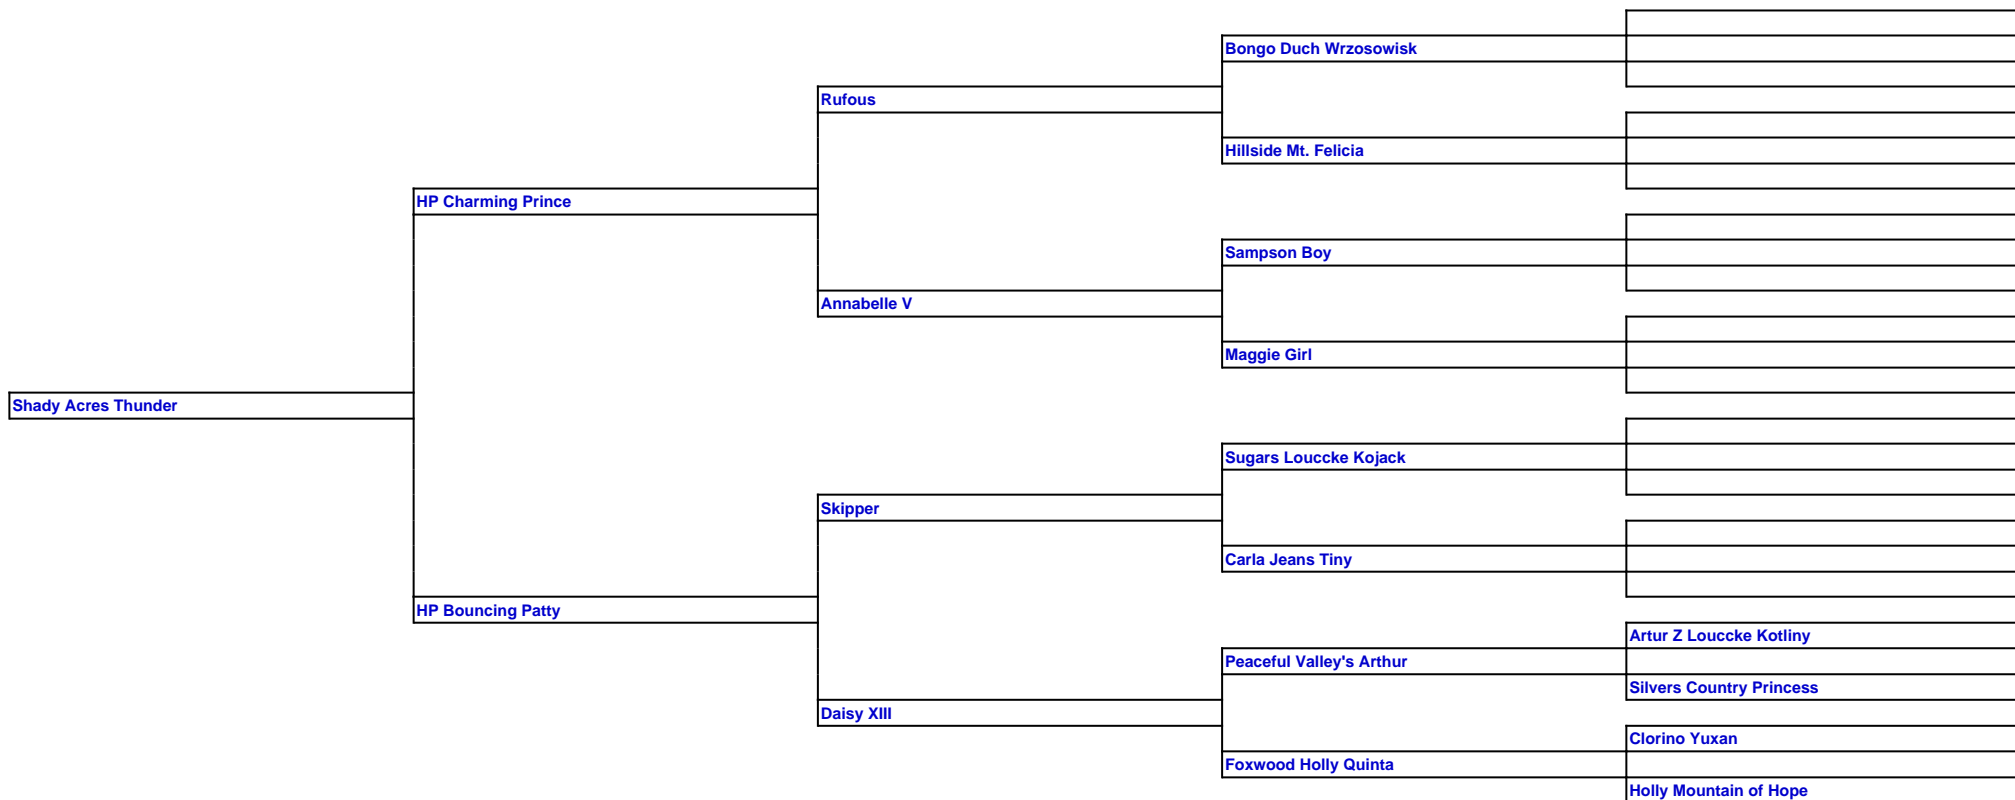 Bongo Duch Wrzosowisk
Rufous
Hillside Mt. Felicia
HP Charming Prince
Sampson Boy
Annabelle V
Maggie Girl
Shady Acres Thunder
Sugars Louccke Kojack
Skipper
Carla Jeans Tiny
HP Bouncing Patty
Artur Z Louccke Kotliny
Peaceful Valley's Arthur
Silvers Country Princess
Daisy XIII
Clorino Yuxan
Foxwood Holly Quinta
Holly Mountain of Hope